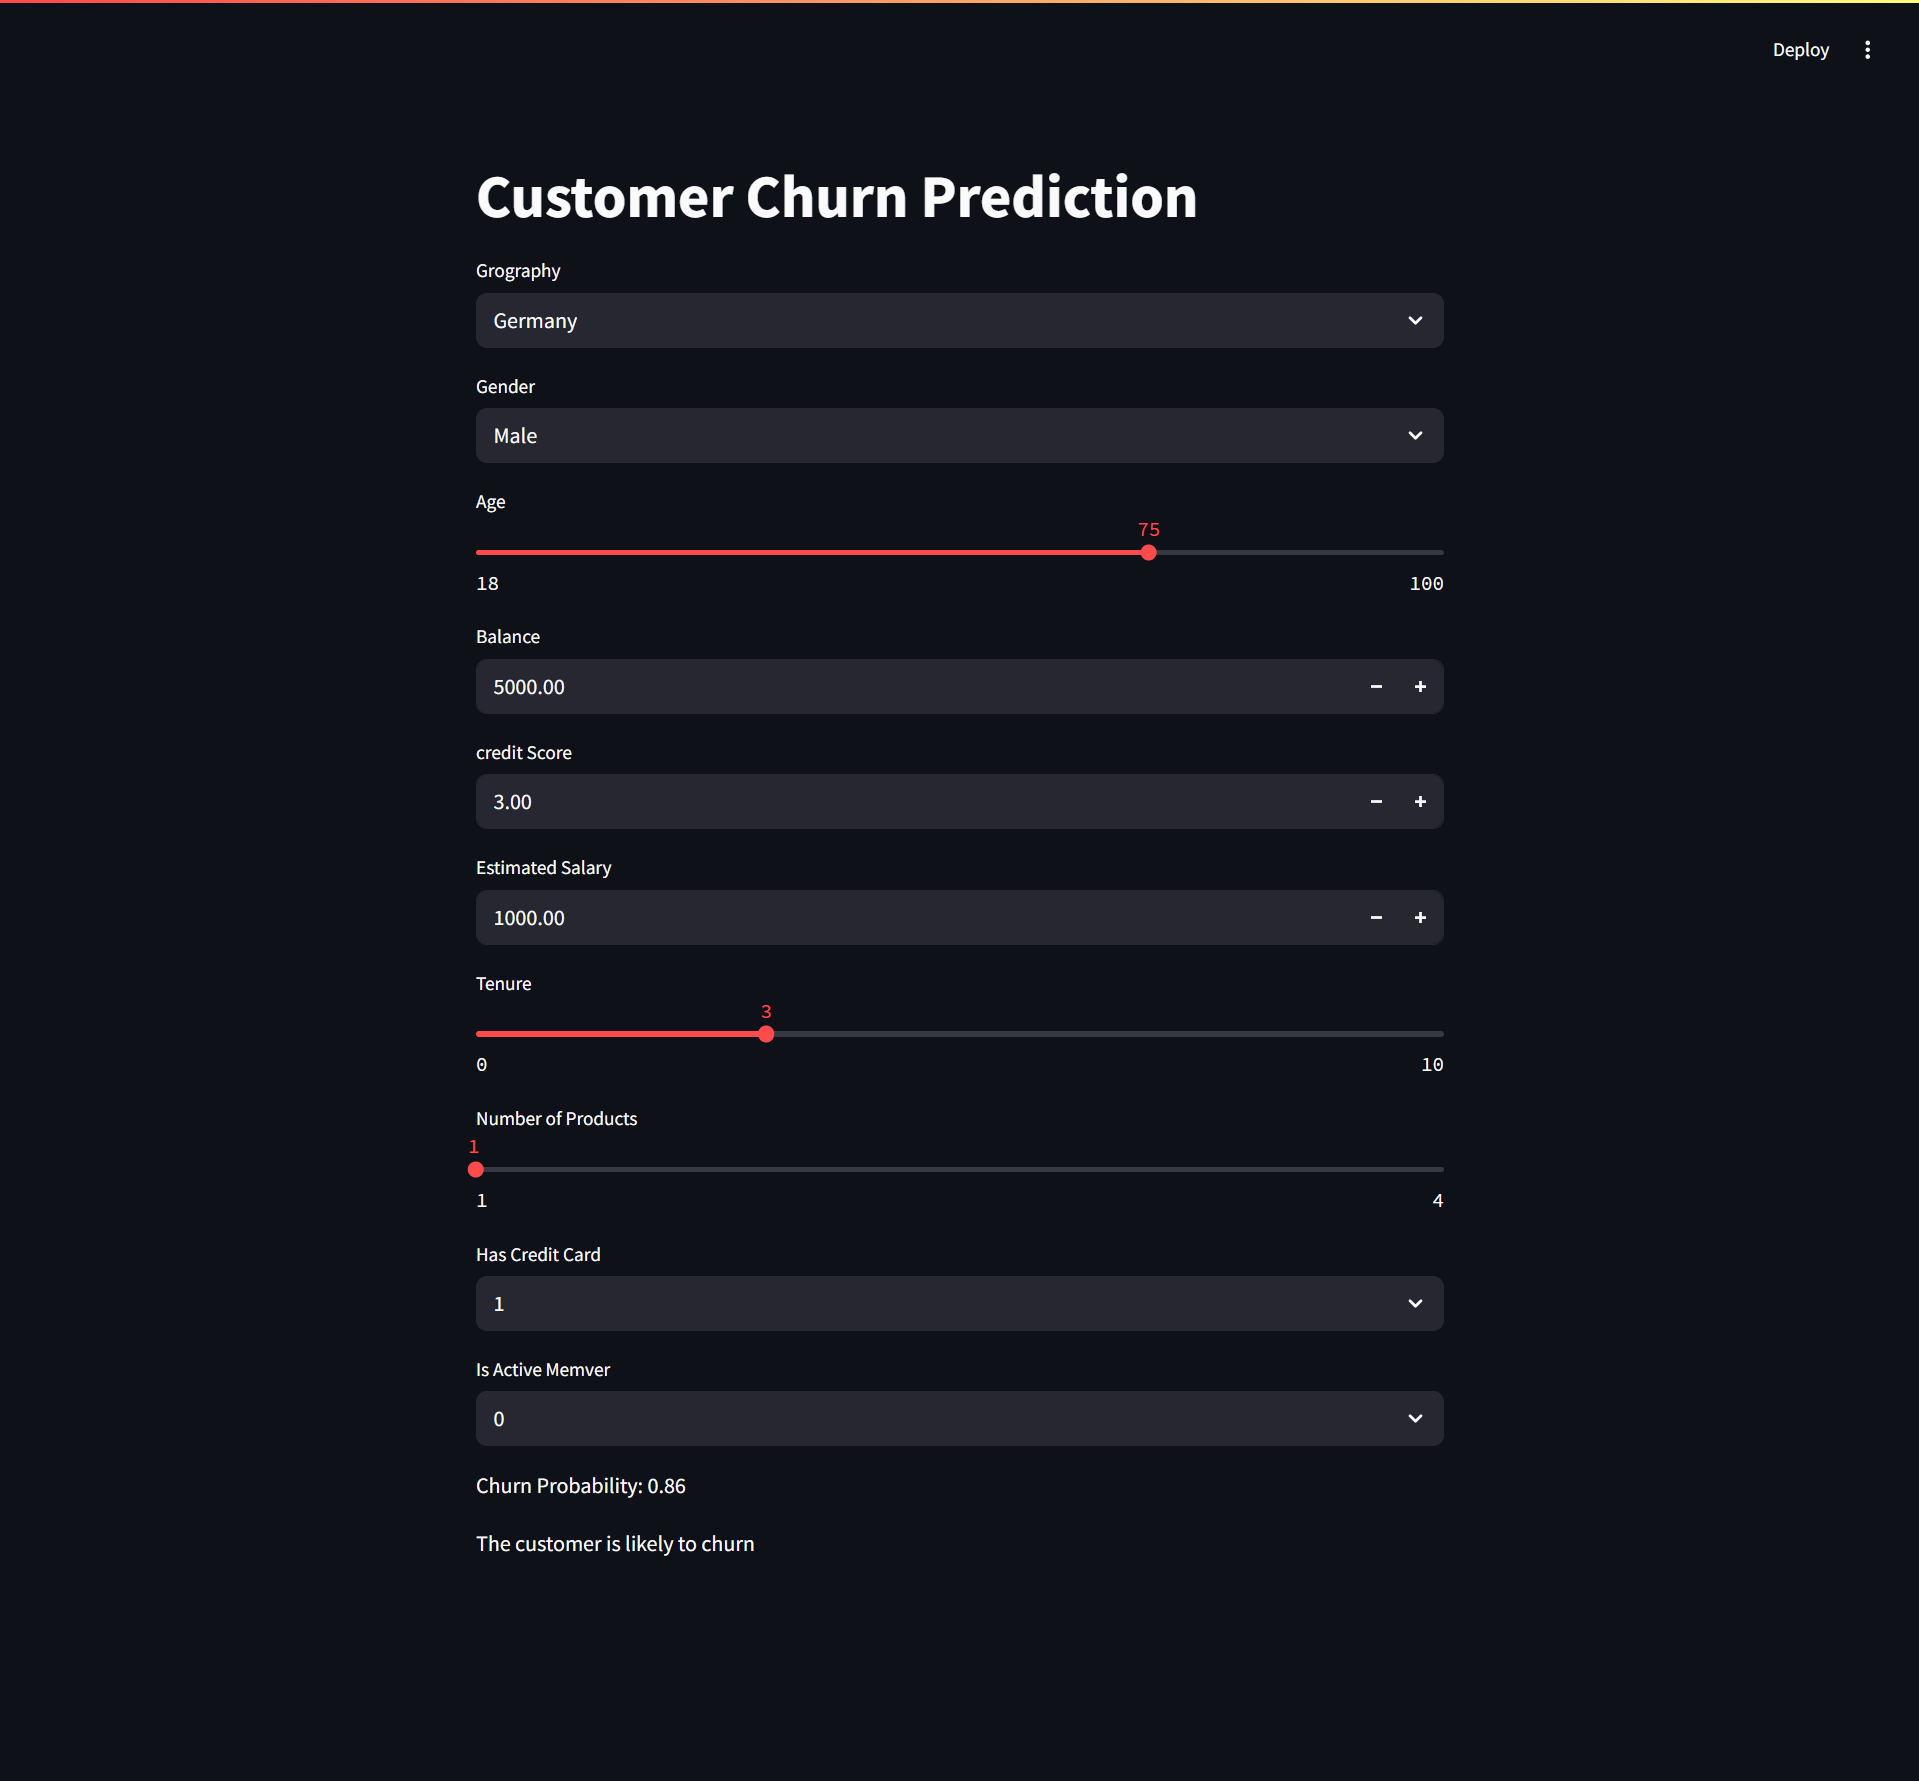 Deploy
Customer Churn Prediction
Grography
Germany
Gender
Male
Age
75
18 100
Balance
5000.00
credit Score
3.00
Estimated Salary
1000.00
Tenure
3
0 10
Number of Products
1
1 4
Has Credit Card
1
Is Active Memver
0
Churn Probability: 0.86
The customer is likely to churn